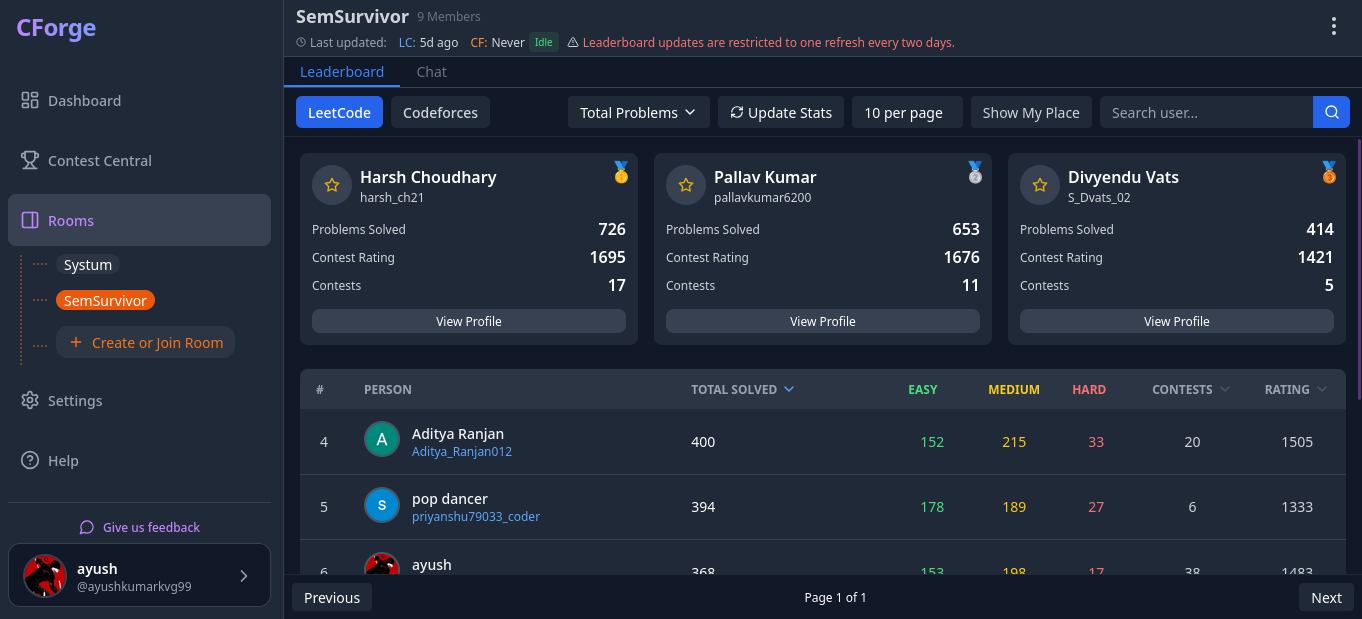 CForge
Dashboard
Contest Central
Rooms
Systum
SemSurvivor
+ Create or Join Room
Settings
Help
Give us feedback
ayush
@ayushkumarkvg99
SemSurvivor 9 Members
Last updated: LC: 5d ago CF: Never Idle Leaderboard updates are restricted to one refresh every two days.
Leaderboard Chat
LeetCode Codeforces Total Problems Update Stats 10 per page Show My Place Search user...
Harsh Choudhary
harsh_ch21
Problems Solved 726
Contest Rating 1695
Contests 17
View Profile
Pallav Kumar
pallavkumar6200
Problems Solved 653
Contest Rating 1676
Contests 11
View Profile
Divyendu Vats
S_Dvats_02
Problems Solved 414
Contest Rating 1421
Contests 5
View Profile
# PERSON TOTAL SOLVED EASY MEDIUM HARD CONTESTS RATING
4 A Aditya Ranjan 400 152 215 33 20 1505
Aditya_Ranjan012
5 S pop dancer 394 178 189 27 6 1333
priyanshu79033_coder
6 ayush 368 153 198 17 38 1483
Previous Page 1 of 1 Next